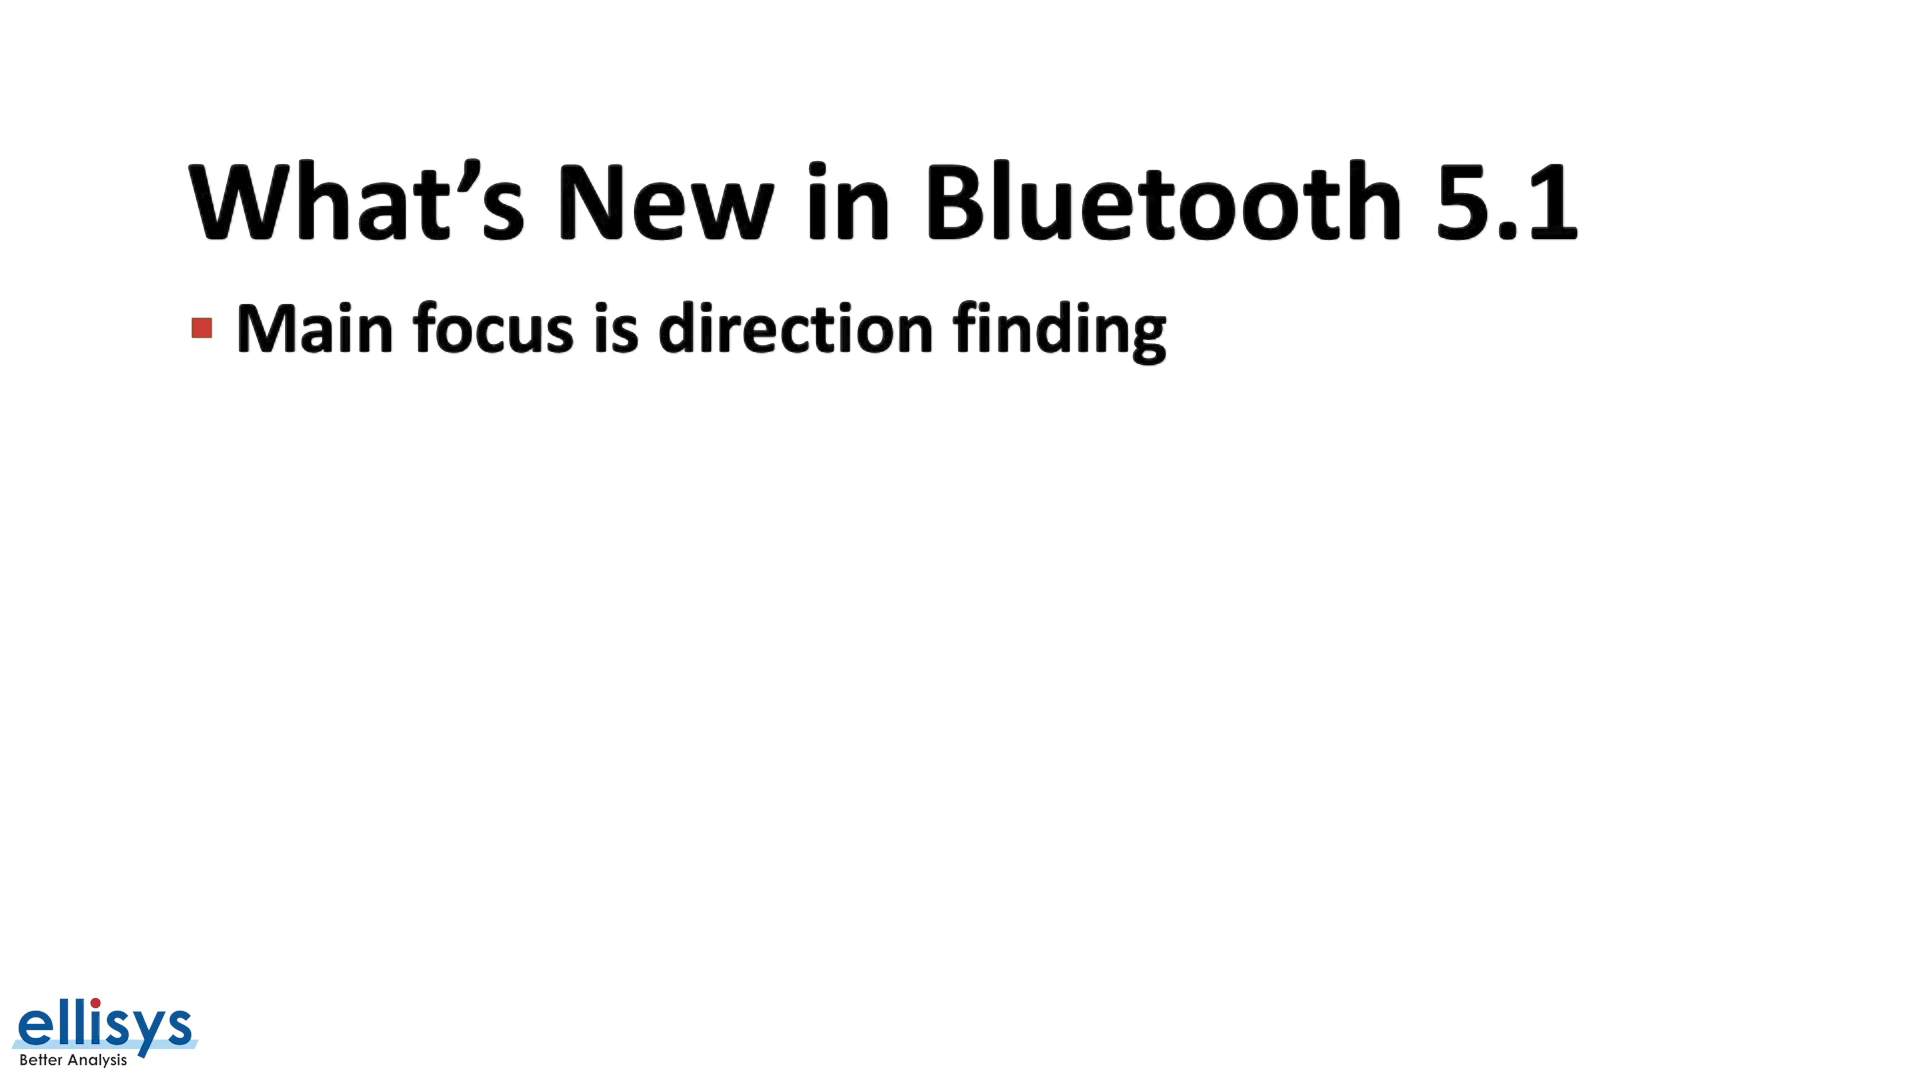 What’s New in Bluetooth 5.1
Main focus is direction finding
ellisys
Better Analysis